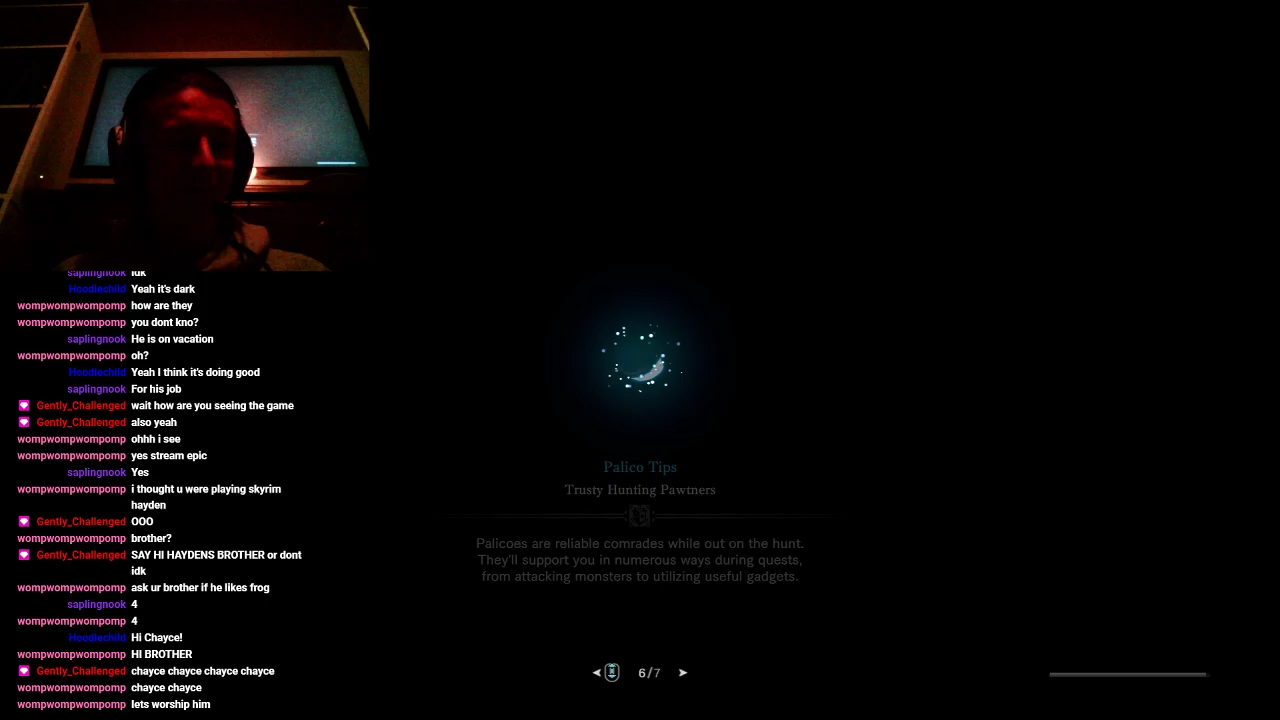 saplingnook idk
Hoodiechild Yeah it's dark
wompwompwompomp how are they
wompwompwompomp you dont kno?
saplingnook He is on vacation
wompwompwompomp oh?
Hoodiechild Yeah I think it's doing good
saplingnook For his job
Gently_Challenged wait how are you seeing the game
Gently_Challenged also yeah
wompwompwompomp ohhh i see
wompwompwompomp yes stream epic
saplingnook Yes
wompwompwompomp i thought u were playing skyrim
hayden
Gently_Challenged OOO
wompwompwompomp brother?
Gently_Challenged SAY HI HAYDENS BROTHER or dont
idk
wompwompwompomp ask ur brother if he likes frog
saplingnook 4
wompwompwompomp 4
Hoodiechild Hi Chayce!
wompwompwompomp HI BROTHER
Gently_Challenged chayce chayce chayce chayce
wompwompwompomp chayce chayce
wompwompwompomp lets worship him
Palico Tips
Trusty Hunting Pawtners
Palicoes are reliable comrades while out on the hunt.
They'll support you in numerous ways during quests,
from attacking monsters to utilizing useful gadgets.
6/7